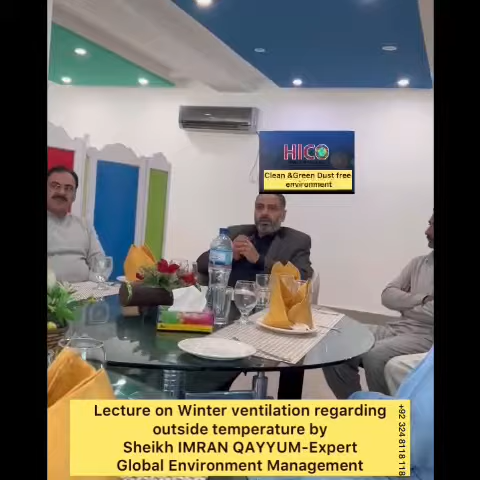 HICO
Clean &Green Dust free
environment
Lecture on Winter ventilation regarding
outside temperature by
Sheikh IMRAN QAYYUM-Expert
Global Environment Management
+92 324 8118 118